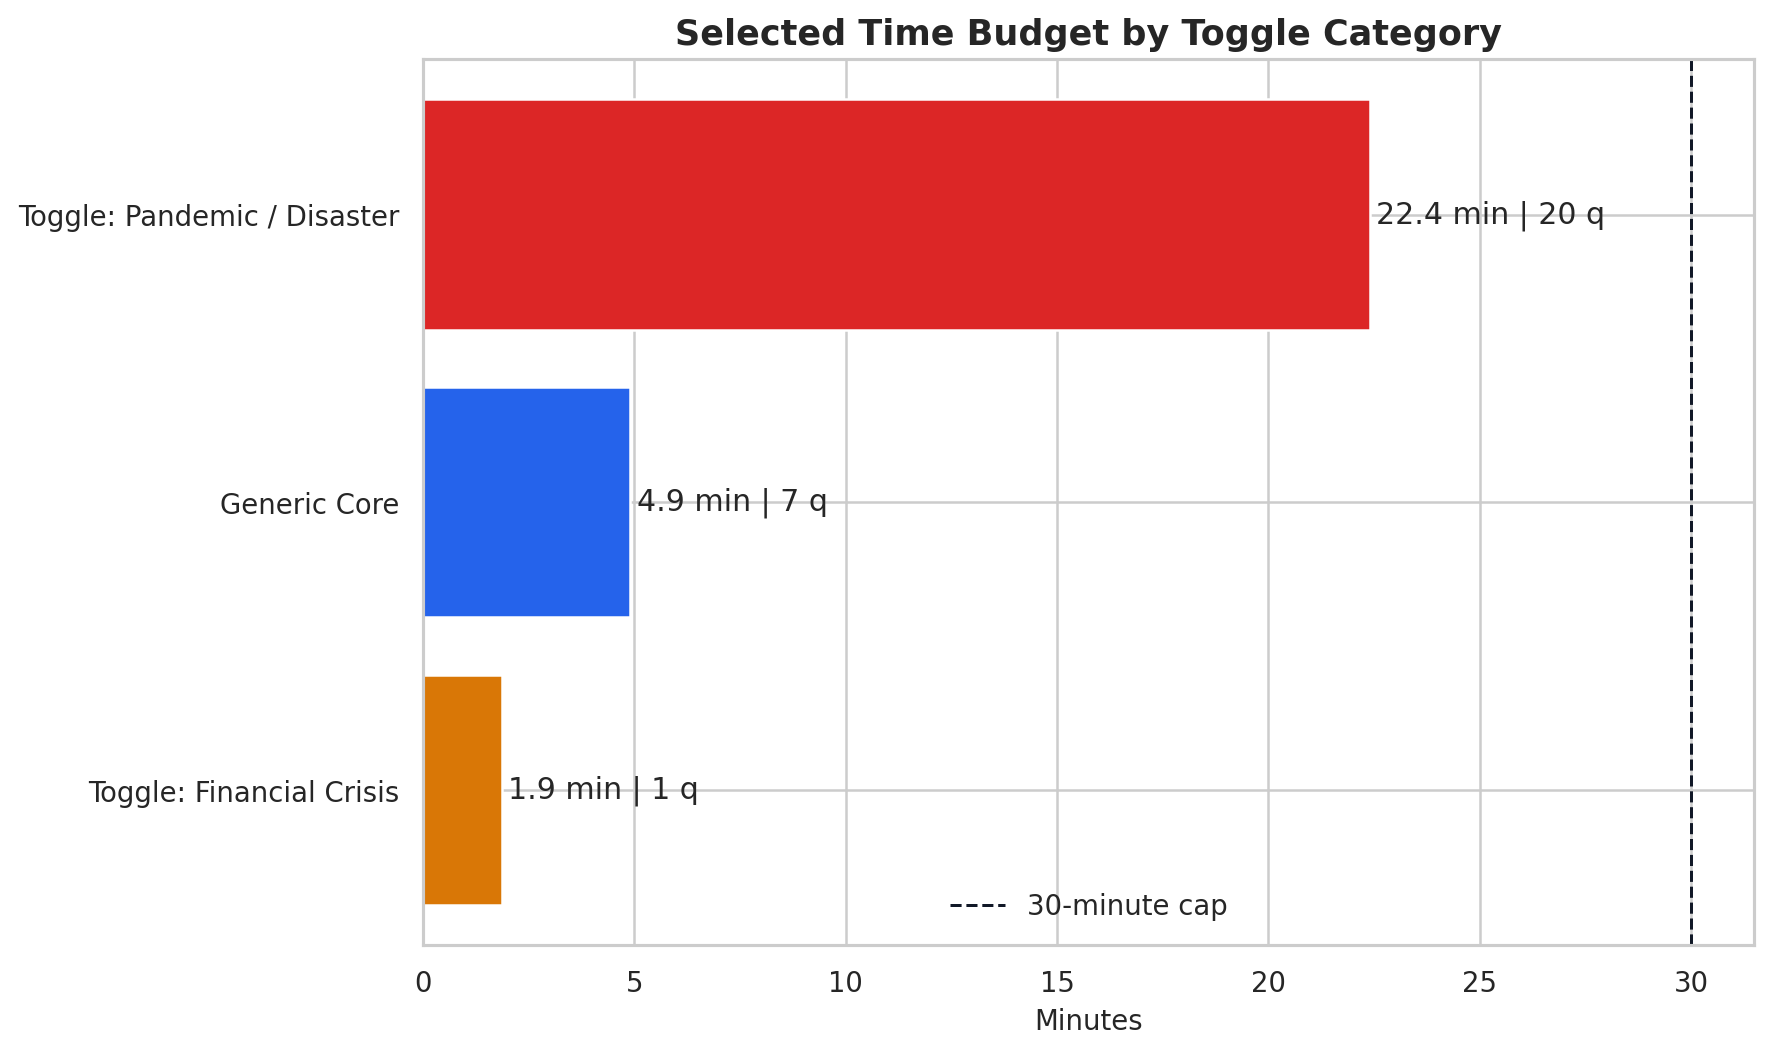 Selected Time Budget by Toggle Category
Toggle: Pandemic / Disaster
22.4 min | 20 q
Generic Core
4.9 min | 7 q
Toggle: Financial Crisis
1.9 min | 1 q
30-minute cap
0 5 10 15 20 25 30
Minutes